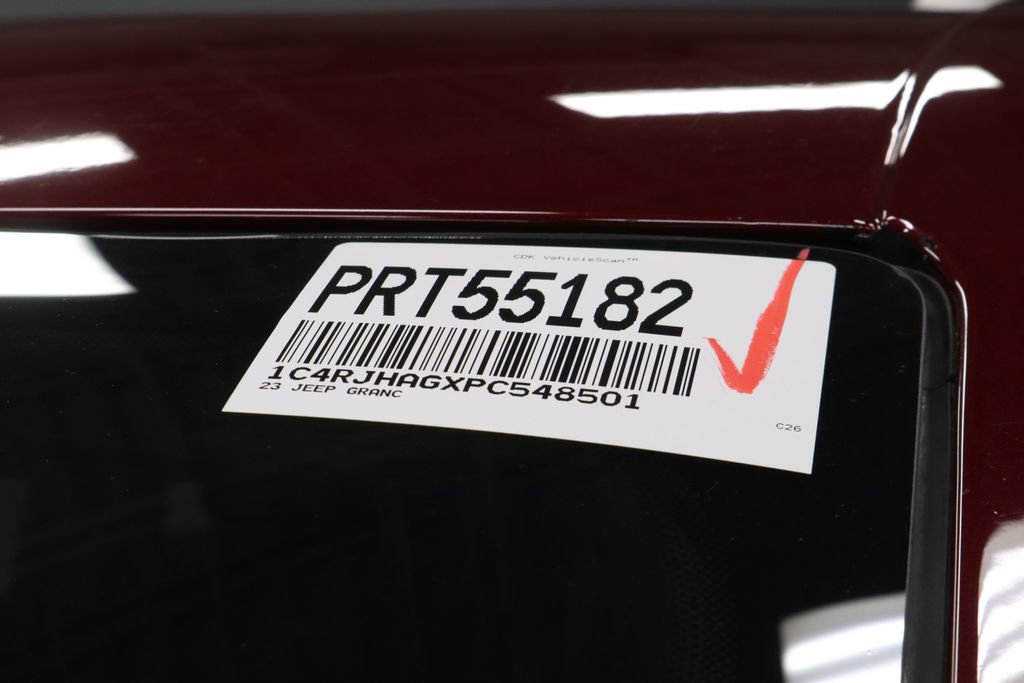 CDK VehicleScan™
PRT55182
1C4RJHAGXPC548501
23 JEEP GRANC
C26